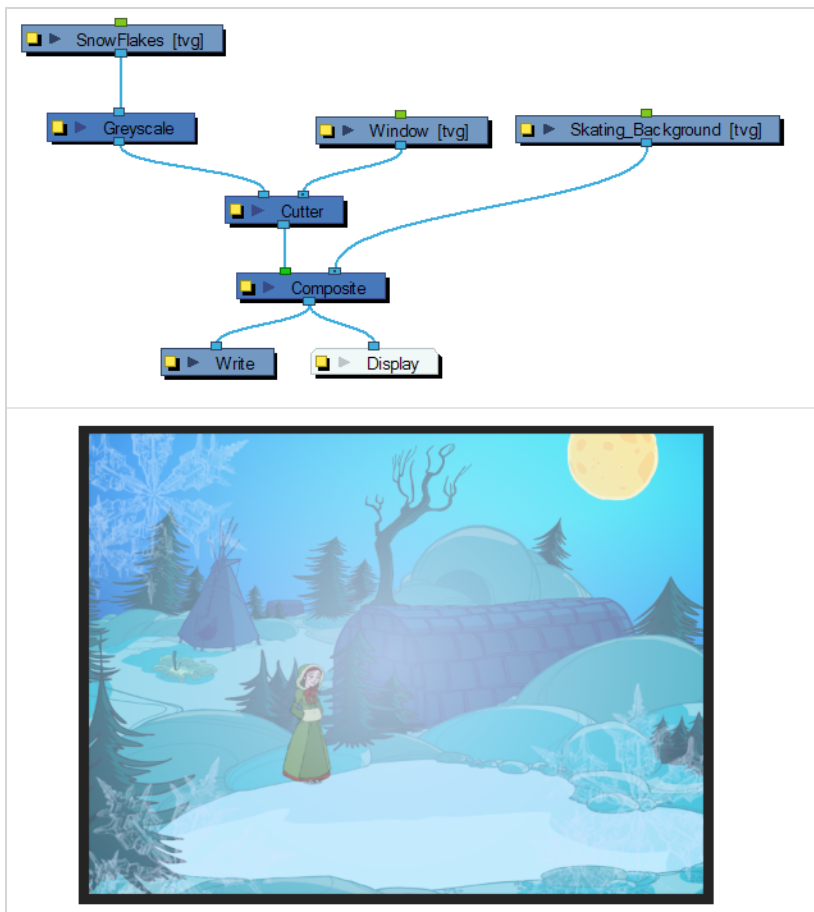 SnowFlakes [tvg]
Greyscale
Window [tvg]
Skating_Background [tvg]
Cutter
Composite
Write
Display